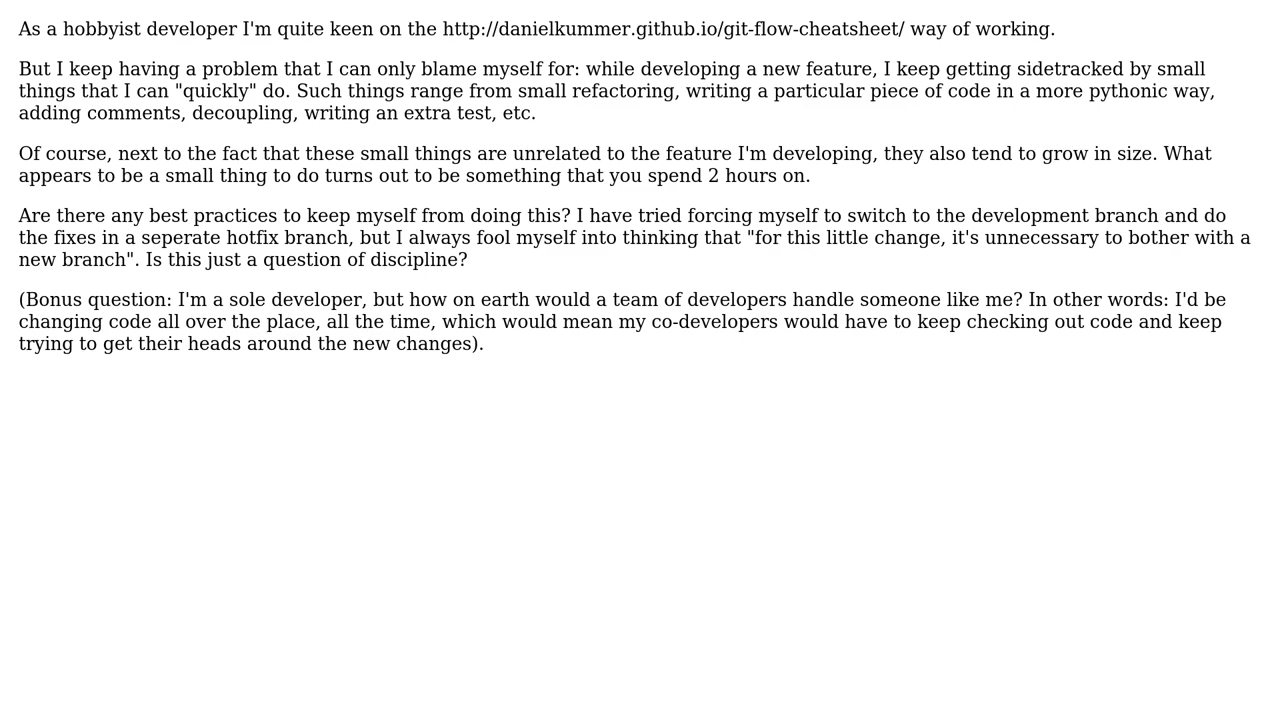 As a hobbyist developer I'm quite keen on the http://danielkummer.github.io/git-flow-cheatsheet/ way of working.
But I keep having a problem that I can only blame myself for: while developing a new feature, I keep getting sidetracked by small
things that I can "quickly" do. Such things range from small refactoring, writing a particular piece of code in a more pythonic way,
adding comments, decoupling, writing an extra test, etc.
Of course, next to the fact that these small things are unrelated to the feature I'm developing, they also tend to grow in size. What
appears to be a small thing to do turns out to be something that you spend 2 hours on.
Are there any best practices to keep myself from doing this? I have tried forcing myself to switch to the development branch and do
the fixes in a seperate hotfix branch, but I always fool myself into thinking that "for this little change, it's unnecessary to bother with a
new branch". Is this just a question of discipline?
(Bonus question: I'm a sole developer, but how on earth would a team of developers handle someone like me? In other words: I'd be
changing code all over the place, all the time, which would mean my co-developers would have to keep checking out code and keep
trying to get their heads around the new changes).